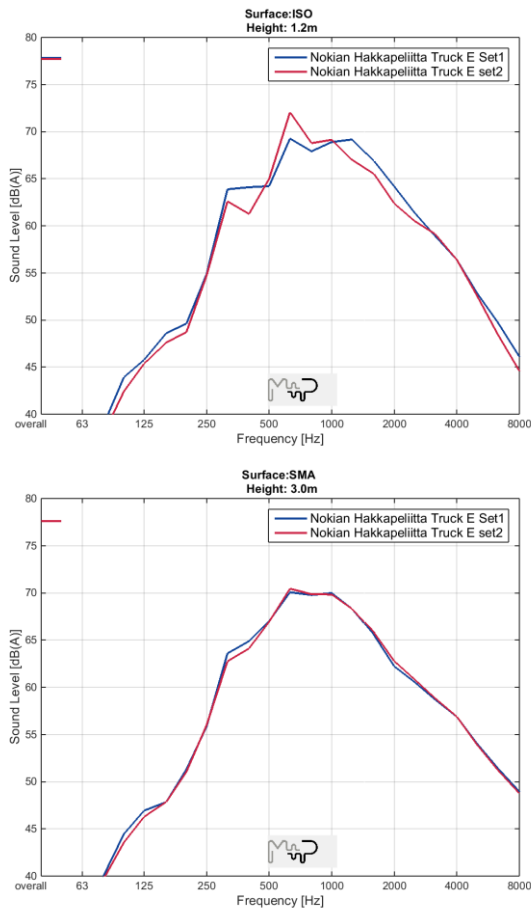 Surface:ISO
Height: 1.2m
80
75
70
65
60
55
50
45
40
Sound Level [dB(A)]
Nokian Hakkapeliitta Truck E Set1
Nokian Hakkapeliitta Truck E set2
M+P
overall 63 125 250 500 1000 2000 4000 8000
Frequency [Hz]
Surface:SMA
Height: 3.0m
80
75
70
65
60
55
50
45
40
Sound Level [dB(A)]
Nokian Hakkapeliitta Truck E Set1
Nokian Hakkapeliitta Truck E set2
M+P
overall 63 125 250 500 1000 2000 4000 8000
Frequency [Hz]